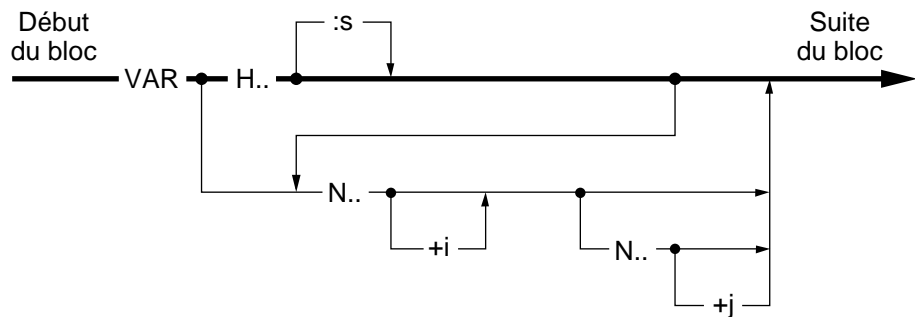 Début
du bloc
:s
Suite
du bloc
VAR
H..
N..
+i
N..
+j